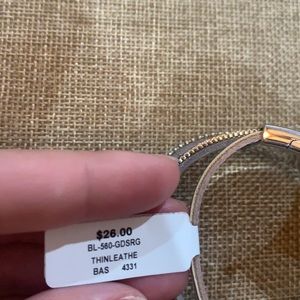 $26.00
BL-560-GDSRG
THINLEATHE
BAS 4331